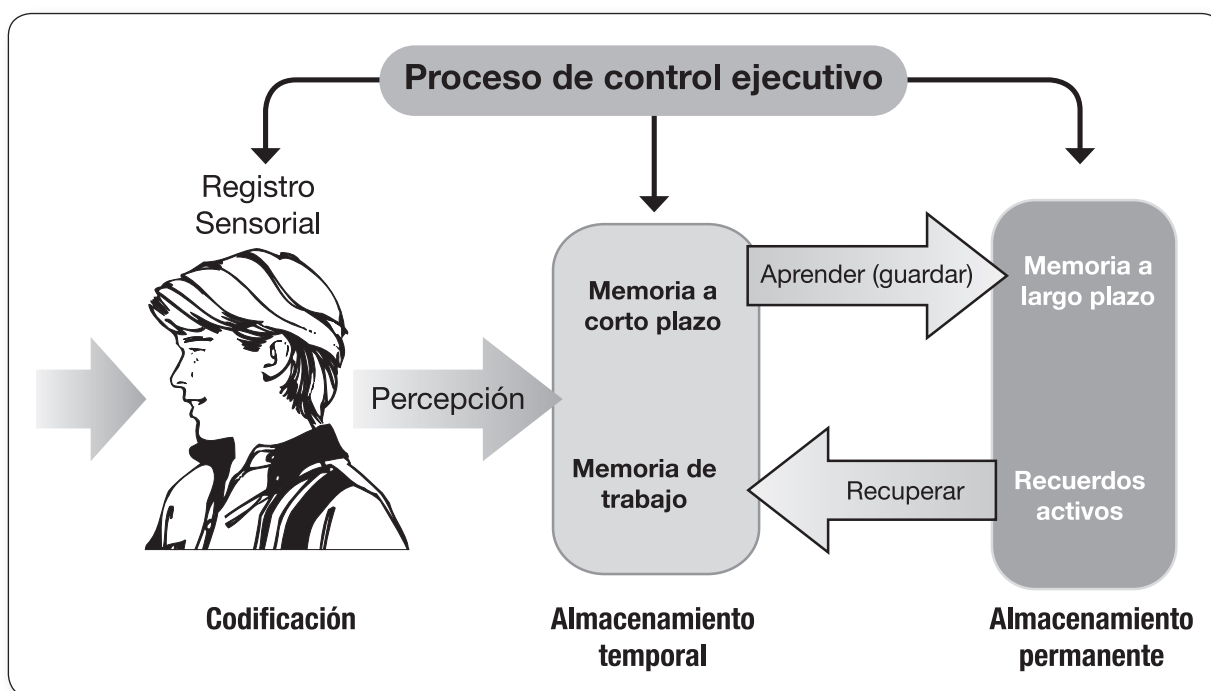 Proceso de control ejecutivo
Registro
Sensorial
Percepción
Memoria a
corto plazo
Memoria de
trabajo
Aprender (guardar)
Recuperar
Memoria a
largo plazo
Recuerdos
activos
Codificación
Almacenamiento
temporal
Almacenamiento
permanente